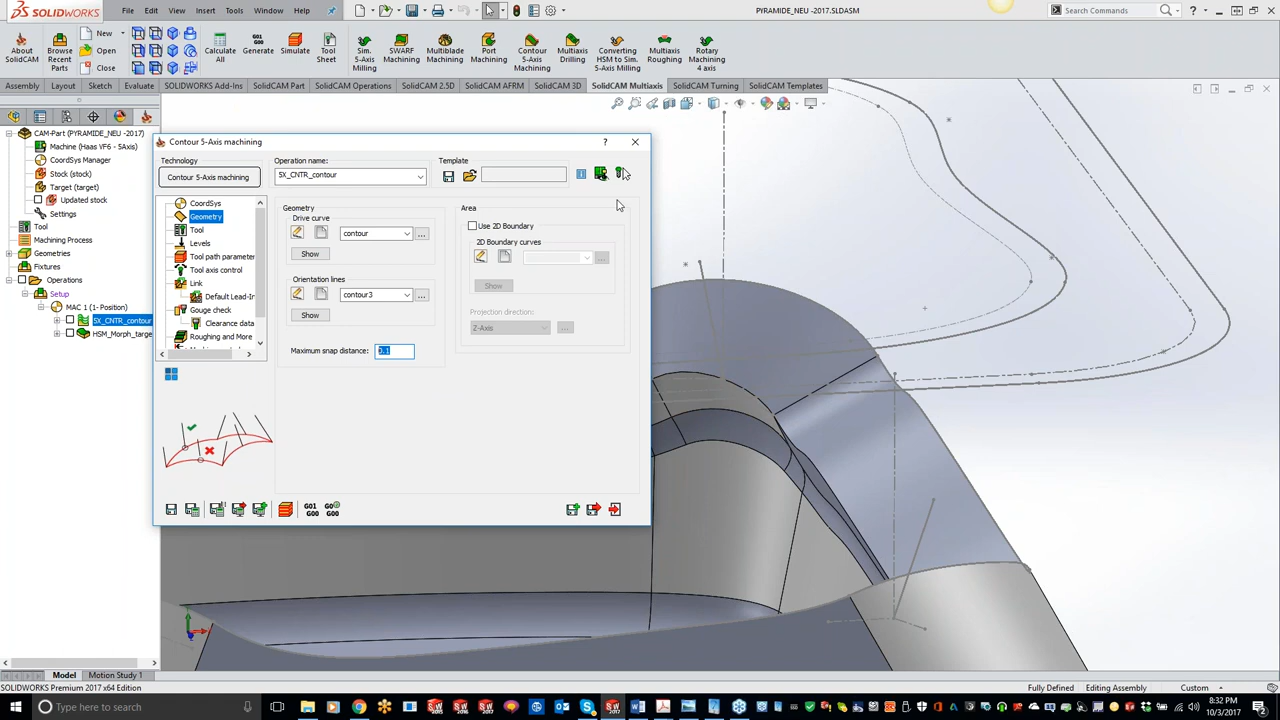 SOLIDWORKS
File
Edit
View
Insert
Tools
Window
Help
PYRAMIDE_NEU -2017.SLDASM
Search Commands
About
SolidCAM
Browse
Recent
Parts
New
Open
Close
Calculate
All
G01
G00
Generate
Simulate
Tool
Sheet
Sim.
5-Axis
Milling
SWARF
Machining
Multiblade
Machining
Port
Machining
Contour
5-Axis
Machining
Multiaxis
Drilling
Converting
HSM to Sim.
5-Axis Milling
Multiaxis
Roughing
Rotary
Machining
4 axis
Assembly
Layout
Sketch
Evaluate
SOLIDWORKS Add-Ins
SolidCAM Part
SolidCAM Operations
SolidCAM 2.5D
SolidCAM AFRM
SolidCAM 3D
SolidCAM Multiaxis
SolidCAM Turning
SolidCAM Templates
CAM-Part (PYRAMIDE_NEU -2017)
Machine (Haas VF6 - 5Axis)
CoordSys Manager
Stock (stock)
Target (target)
Updated stock
Settings
Tool
Machining Process
Geometries
Fixtures
Operations
Setup
MAC 1 (1- Position)
5X_CNTR_contour
HSM_Morph_targe
Contour 5-Axis machining
Technology
Contour 5-Axis machining
Operation name:
5X_CNTR_contour
Template
CoordSys
Geometry
Tool
Levels
Tool path parameter
Tool axis control
Link
Default Lead-In
Gouge check
Clearance data
Roughing and More
Geometry
Drive curve
contour
...
Show
Orientation lines
contour3
...
Show
Maximum snap distance:
0.1
Area
Use 2D Boundary
2D Boundary curves
...
Show
Projection direction:
Z-Axis
...
G01
G00
G0
G00
Model
Motion Study 1
SOLIDWORKS Premium 2017 x64 Edition
Fully Defined
Editing Assembly
Custom
Type here to search
8:32 PM
10/3/2017